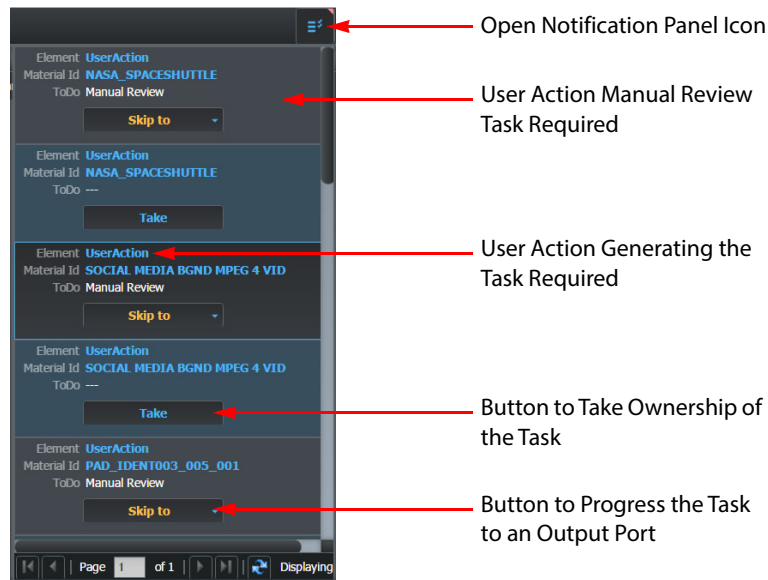 Open Notification Panel Icon
Element UserAction
Material Id NASA_SPACESHUTTLE
ToDo Manual Review
Skip to
User Action Manual Review
Task Required
Element UserAction
Material Id NASA_SPACESHUTTLE
ToDo ---
Take
Element UserAction
Material Id SOCIAL MEDIA BGND MPEG 4 VID
ToDo Manual Review
Skip to
User Action Generating the
Task Required
Element UserAction
Material Id SOCIAL MEDIA BGND MPEG 4 VID
ToDo ---
Take
Button to Take Ownership of
the Task
Element UserAction
Material Id PAD_IDENT003_005_001
ToDo Manual Review
Skip to
Button to Progress the Task
to an Output Port
Page 1 of 1 Displaying